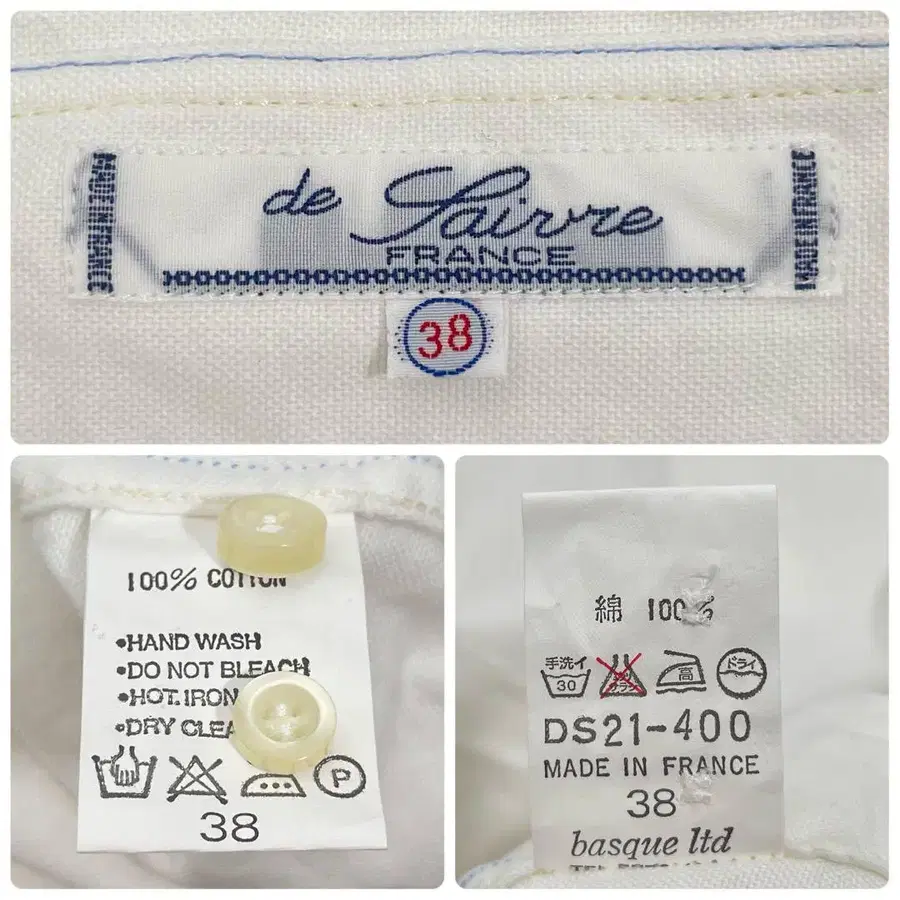 de Saivre
FRANCE
MADE IN FRANCE
MADE IN FRANCE
38
100% COTTON
•HAND WASH
•DO NOT BLEACH
•HOT.IRON
•DRY CLEA
P
38
綿 100%
手洗イ
30
高
ドライ
DS21-400
MADE IN FRANCE
38
basque ltd